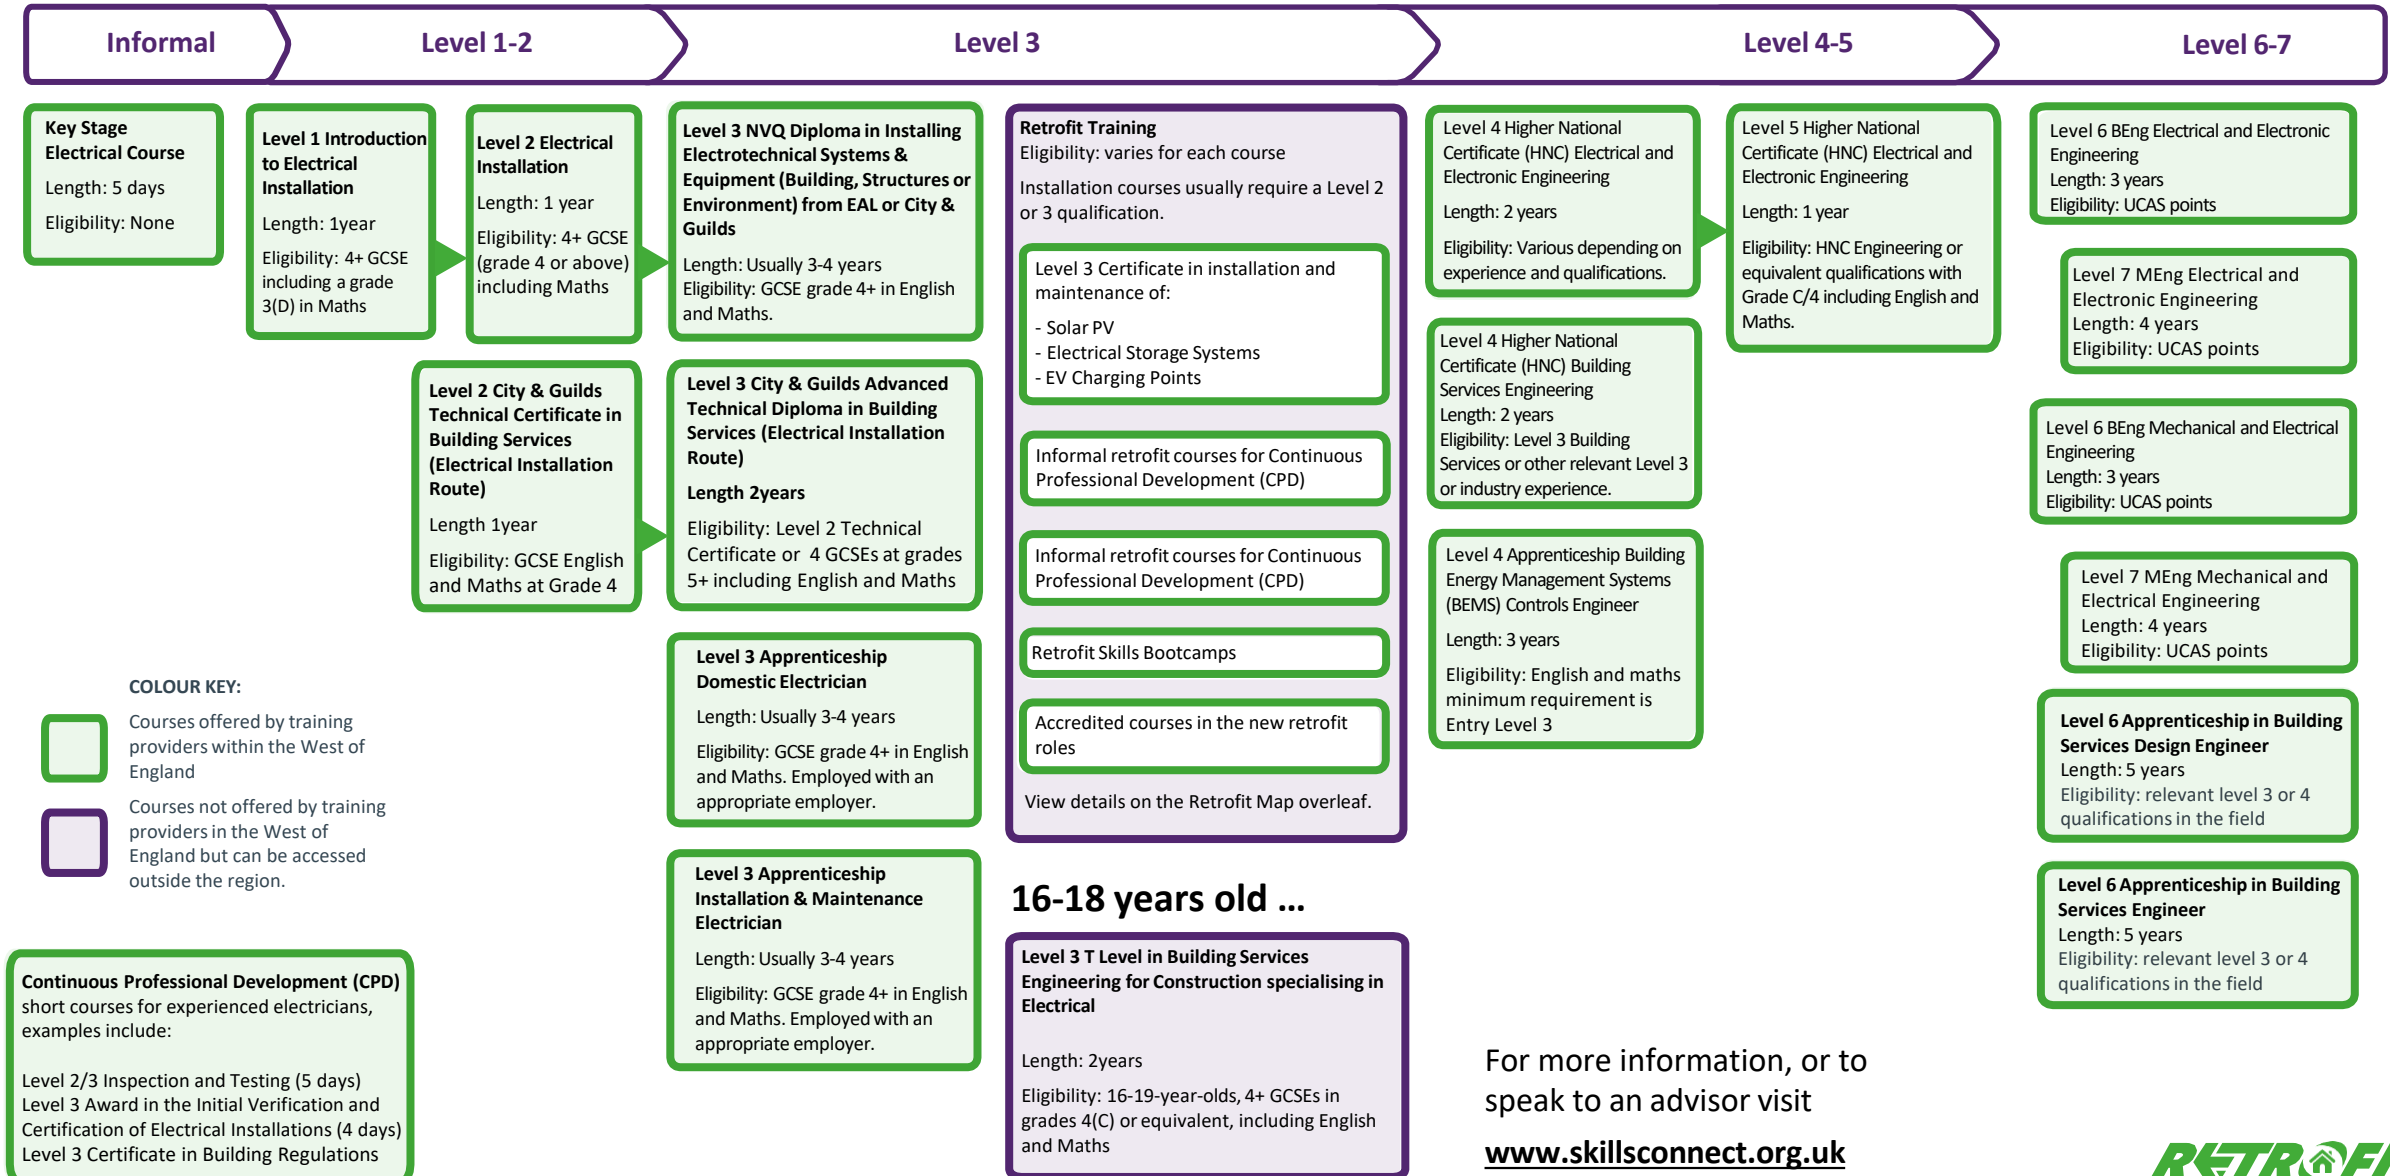 Informal
Level 1-2
Level 3
Level 4-5
Level 6-7
Key Stage
Electrical Course
Length: 5 days
Eligibility: None
Level 1 Introduction
to Electrical
Installation
Length: 1year
Eligibility: 4+ GCSE
including a grade
3(D) in Maths
Level 2 Electrical
Installation
Length: 1 year
Eligibility: 4+ GCSE
(grade 4 or above)
including Maths
Level 2 City & Guilds
Technical Certificate in
Building Services
(Electrical Installation
Route)
Length 1year
Eligibility: GCSE English
and Maths at Grade 4
Level 3 NVQ Diploma in Installing
Electrotechnical Systems &
Equipment (Building, Structures or
Environment) from EAL or City &
Guilds
Length: Usually 3-4 years
Eligibility: GCSE grade 4+ in English
and Maths.
Level 3 City & Guilds Advanced
Technical Diploma in Building
Services (Electrical Installation
Route)
Length 2years
Eligibility: Level 2 Technical
Certificate or 4 GCSEs at grades
5+ including English and Maths
Level 3 Apprenticeship
Domestic Electrician
Length: Usually 3-4 years
Eligibility: GCSE grade 4+ in English
and Maths. Employed with an
appropriate employer.
Level 3 Apprenticeship
Installation & Maintenance
Electrician
Length: Usually 3-4 years
Eligibility: GCSE grade 4+ in English
and Maths. Employed with an
appropriate employer.
Retrofit Training
Eligibility: varies for each course
Installation courses usually require a Level 2
or 3 qualification.
Level 3 Certificate in installation and
maintenance of:
- Solar PV
- Electrical Storage Systems
- EV Charging Points
Informal retrofit courses for Continuous
Professional Development (CPD)
Informal retrofit courses for Continuous
Professional Development (CPD)
Retrofit Skills Bootcamps
Accredited courses in the new retrofit
roles
View details on the Retrofit Map overleaf.
16-18 years old ...
Level 3 T Level in Building Services
Engineering for Construction specialising in
Electrical
Length: 2years
Eligibility: 16-19-year-olds, 4+ GCSEs in
grades 4(C) or equivalent, including English
and Maths
Level 4 Higher National
Certificate (HNC) Electrical and
Electronic Engineering
Length: 2 years
Eligibility: Various depending on
experience and qualifications.
Level 4 Higher National
Certificate (HNC) Building
Services Engineering
Length: 2 years
Eligibility: Level 3 Building
Services or other relevant Level 3
or industry experience.
Level 4 Apprenticeship Building
Energy Management Systems
(BEMS) Controls Engineer
Length: 3 years
Eligibility: English and maths
minimum requirement is
Entry Level 3
Level 5 Higher National
Certificate (HNC) Electrical and
Electronic Engineering
Length: 1 year
Eligibility: HNC Engineering or
equivalent qualifications with
Grade C/4 including English and
Maths.
Level 6 BEng Electrical and Electronic
Engineering
Length: 3 years
Eligibility: UCAS points
Level 7 MEng Electrical and
Electronic Engineering
Length: 4 years
Eligibility: UCAS points
Level 6 BEng Mechanical and Electrical
Engineering
Length: 3 years
Eligibility: UCAS points
Level 7 MEng Mechanical and
Electrical Engineering
Length: 4 years
Eligibility: UCAS points
Level 6 Apprenticeship in Building
Services Design Engineer
Length: 5 years
Eligibility: relevant level 3 or 4
qualifications in the field
Level 6 Apprenticeship in Building
Services Engineer
Length: 5 years
Eligibility: relevant level 3 or 4
qualifications in the field
COLOUR KEY:
Courses offered by training
providers within the West of
England
Courses not offered by training
providers in the West of
England but can be accessed
outside the region.
Continuous Professional Development (CPD)
short courses for experienced electricians,
examples include:
Level 2/3 Inspection and Testing (5 days)
Level 3 Award in the Initial Verification and
Certification of Electrical Installations (4 days)
Level 3 Certificate in Building Regulations
For more information, or to
speak to an advisor visit
www.skillsconnect.org.uk